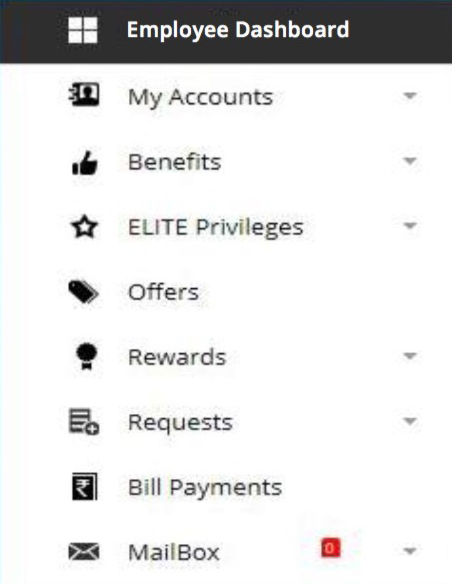 Employee Dashboard
My Accounts
Benefits
ELITE Privileges
Offers
Rewards
Requests
₹ Bill Payments
MailBox 0